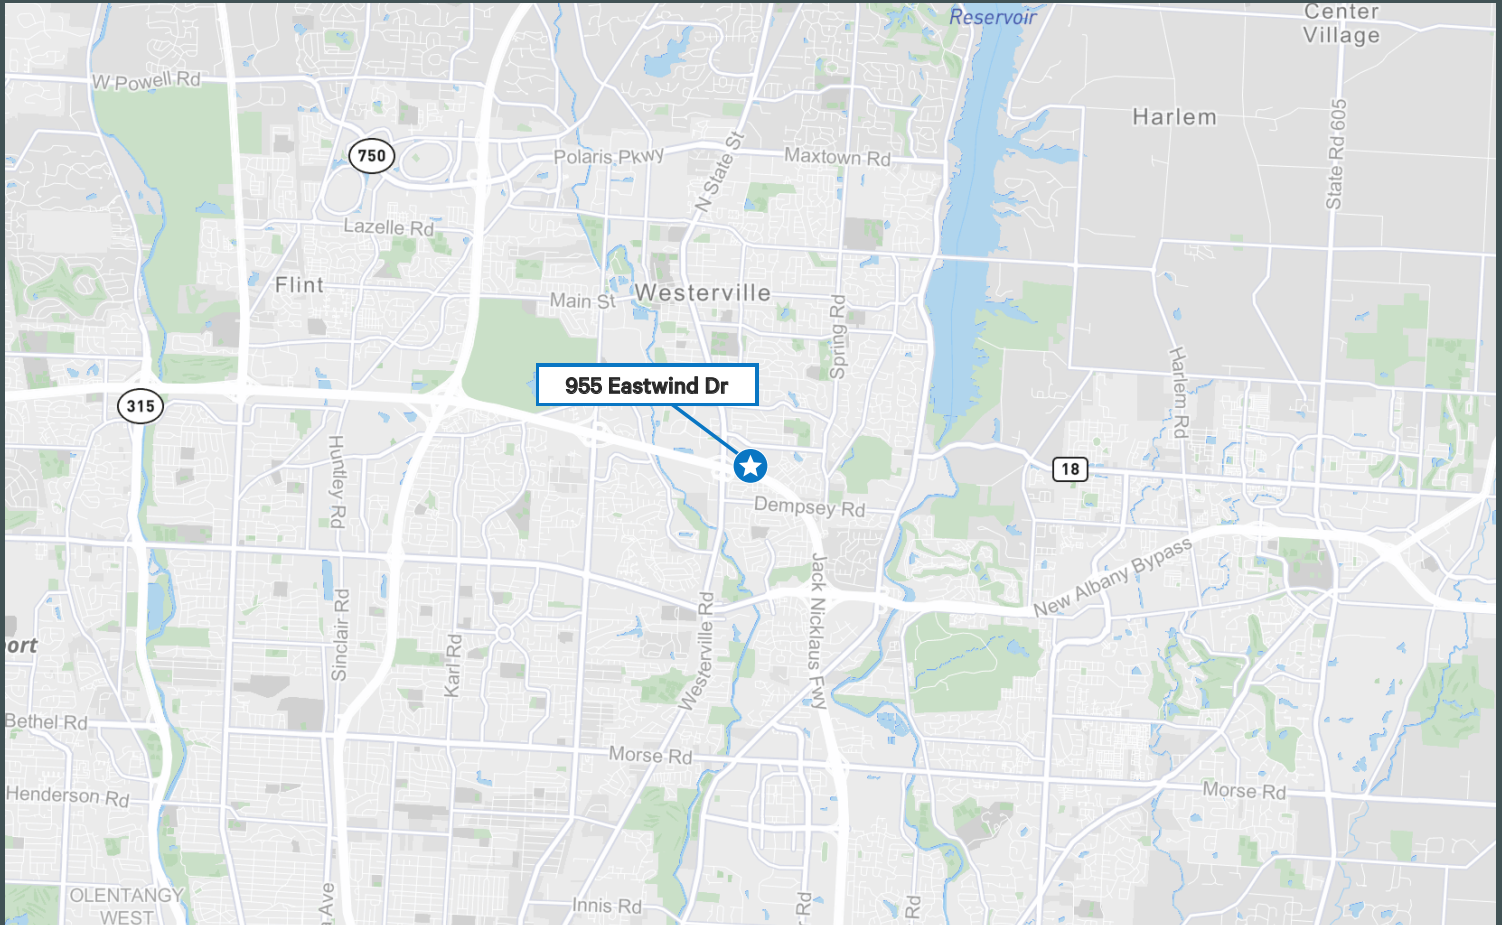 Reservoir
Center
Village
W Powell Rd
Harlem
State Rd 605
750
Polaris Pkwy
N State St
Maxtown Rd
Lazelle Rd
Flint
Main St
Westerville
Spring Rd
Harlem Rd
955 Eastwind Dr
315
Huntley Rd
18
Dempsey Rd
New Albany Bypass
Jack Nicklaus Fwy
Sinclair Rd
Karl Rd
Westerville Rd
ort
Bethel Rd
Morse Rd
Henderson Rd
Morse Rd
OLENTANGY
WEST
Ave
Innis Rd
Rd
Rd